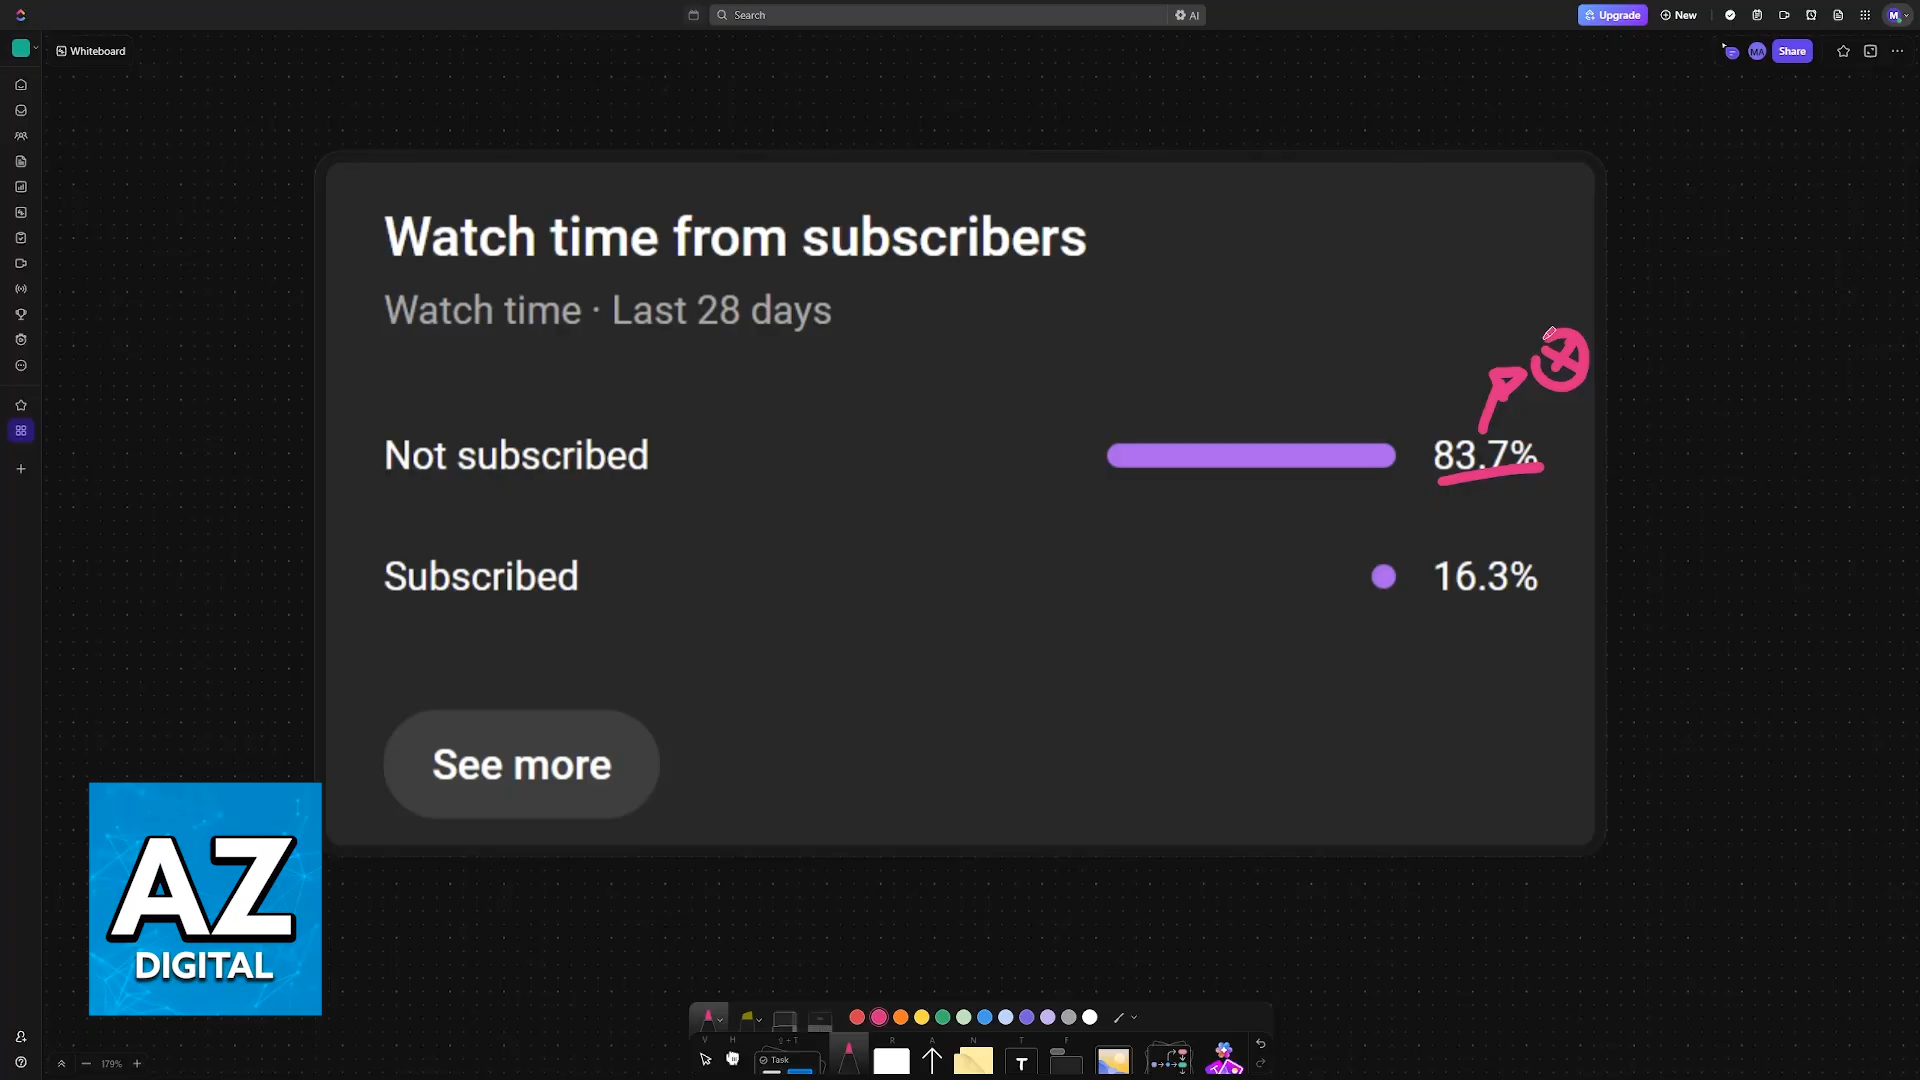 Search
AI
Upgrade
New
M
Whiteboard
MA
Share
Watch time from subscribers
Watch time · Last 28 days
Not subscribed
83.7%
Subscribed
16.3%
See more
AZ
DIGITAL
V
H
⇧ + T
R
A
N
T
F
Task
T
179%